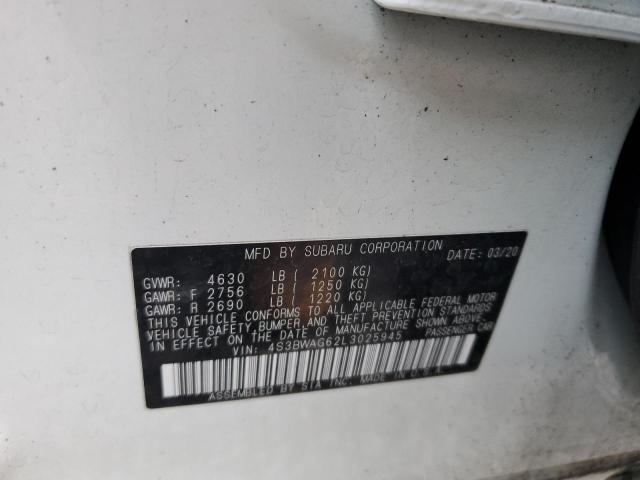 MFD BY SUBARU CORPORATION DATE: 03/20
GVWR: 4630 LB ( 2100 KG)
GAWR: F 2756 LB ( 1250 KG)
GAWR: R 2690 LB ( 1220 KG)
THIS VEHICLE CONFORMS TO ALL APPLICABLE FEDERAL MOTOR
VEHICLE SAFETY, BUMPER, AND THEFT PREVENTION STANDARDS
IN EFFECT ON THE DATE OF MANUFACTURE SHOWN ABOVE.
VIN: 4S3BWAG62L3025945 PASSENGER CAR
ASSEMBLED BY SIA INC. MADE IN U.S.A.